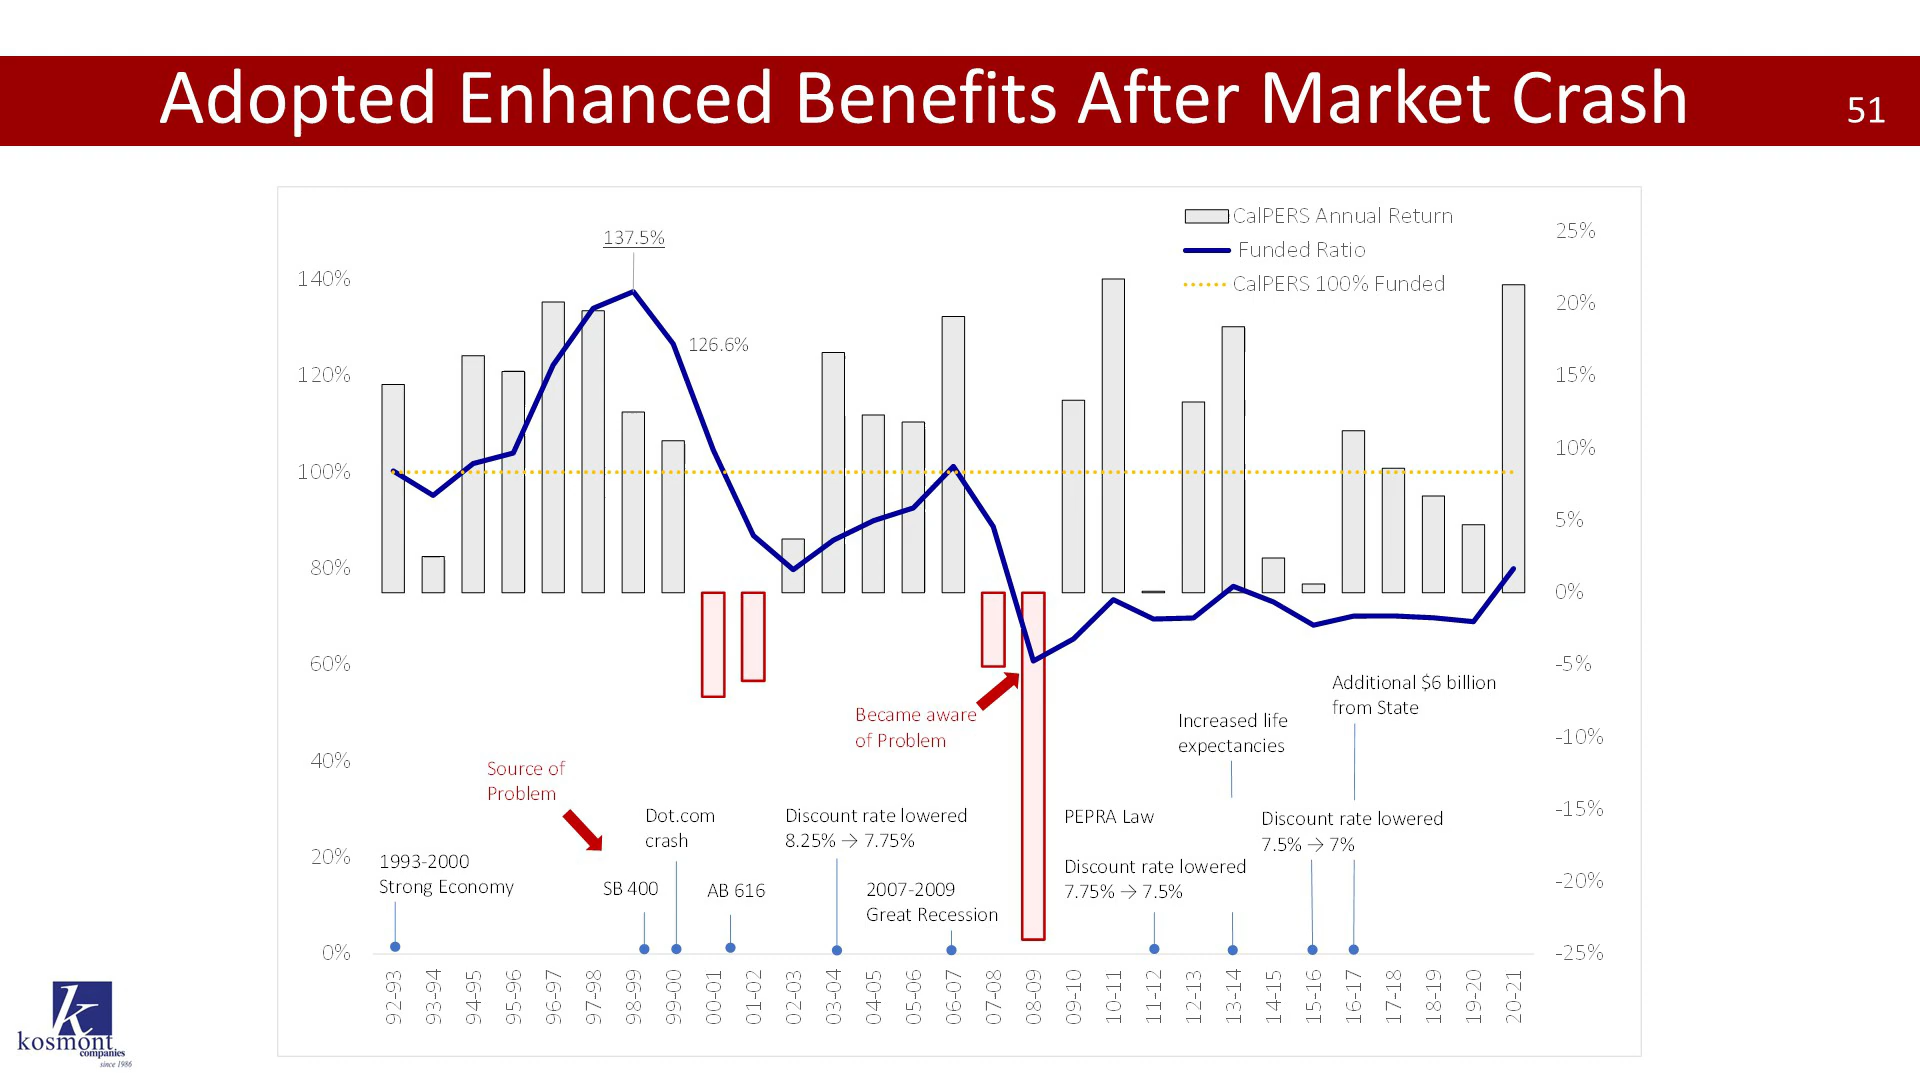 Adopted Enhanced Benefits After Market Crash
51
CalPERS Annual Return
Funded Ratio
CalPERS 100% Funded
137.5%
126.6%
140%
120%
100%
80%
60%
40%
20%
0%
25%
20%
15%
10%
5%
0%
-5%
-10%
-15%
-20%
-25%
Became aware
of Problem
Source of
Problem
1993-2000
Strong Economy
SB 400
Dot.com
crash
AB 616
Discount rate lowered
8.25% → 7.75%
2007-2009
Great Recession
PEPRA Law
Discount rate lowered
7.75% → 7.5%
Increased life
expectancies
Discount rate lowered
7.5% → 7%
Additional $6 billion
from State
92-93
93-94
94-95
95-96
96-97
97-98
98-99
99-00
00-01
01-02
02-03
03-04
04-05
05-06
06-07
07-08
08-09
09-10
10-11
11-12
12-13
13-14
14-15
15-16
16-17
17-18
18-19
19-20
20-21
k
kosmont
companies
since 1986